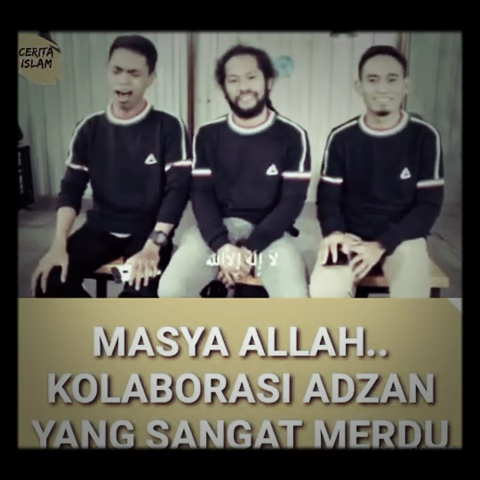 CERITA
ISLAM
لا إله إلا الله
MASYA ALLAH..
KOLABORASI ADZAN
YANG SANGAT MERDU